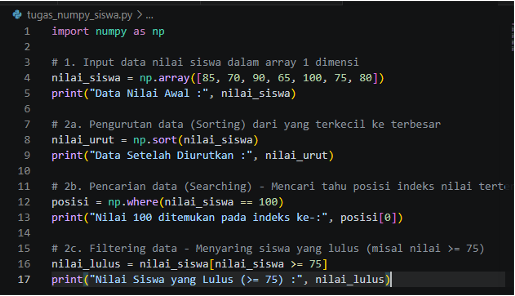 tugas_numpy_siswa.py > ...
1 import numpy as np
2
3 # 1. Input data nilai siswa dalam array 1 dimensi
4 nilai_siswa = np.array([85, 70, 90, 65, 100, 75, 80])
5 print("Data Nilai Awal :", nilai_siswa)
6
7 # 2a. Pengurutan data (Sorting) dari yang terkecil ke terbesar
8 nilai_urut = np.sort(nilai_siswa)
9 print("Data Setelah Diurutkan :", nilai_urut)
10
11 # 2b. Pencarian data (Searching) - Mencari tahu posisi indeks nilai
12 posisi = np.where(nilai_siswa == 100)
13 print("Nilai 100 ditemukan pada indeks ke-:", posisi[0])
14
15 # 2c. Filtering data - Menyaring siswa yang lulus (misal nilai >= 75)
16 nilai_lulus = nilai_siswa[nilai_siswa >= 75]
17 print("Nilai Siswa yang Lulus (>= 75) :", nilai_lulus)